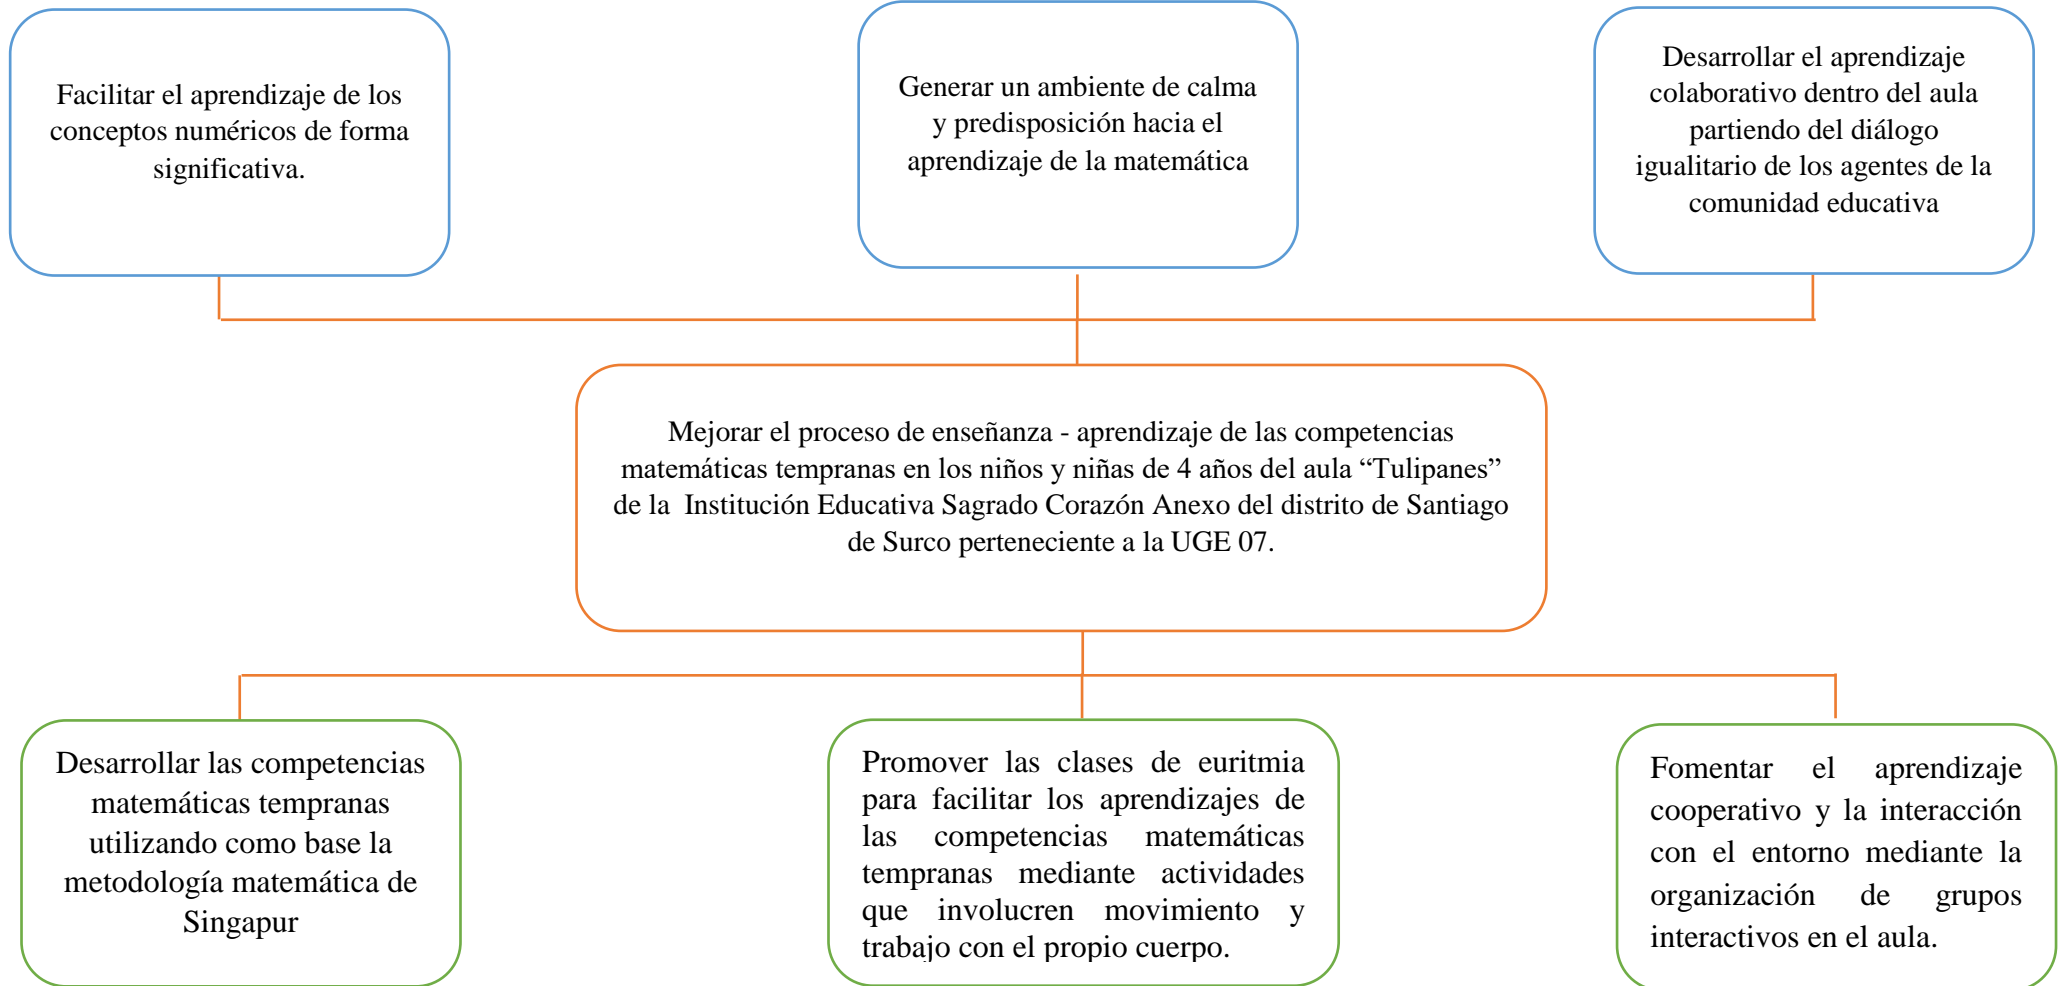 Facilitar el aprendizaje de los
conceptos numéricos de forma
significativa.
Generar un ambiente de calma
y predisposición hacia el
aprendizaje de la matemática
Desarrollar el aprendizaje
colaborativo dentro del aula
partiendo del diálogo
igualitario de los agentes de la
comunidad educativa
Mejorar el proceso de enseñanza - aprendizaje de las competencias
matemáticas tempranas en los niños y niñas de 4 años del aula “Tulipanes”
de la Institución Educativa Sagrado Corazón Anexo del distrito de Santiago
de Surco perteneciente a la UGE 07.
Desarrollar las competencias
matemáticas tempranas
utilizando como base la
metodología matemática de
Singapur
Promover las clases de euritmia
para facilitar los aprendizajes de
las competencias matemáticas
tempranas mediante actividades
que involucren movimiento y
trabajo con el propio cuerpo.
Fomentar el aprendizaje
cooperativo y la interacción
con el entorno mediante la
organización de grupos
interactivos en el aula.